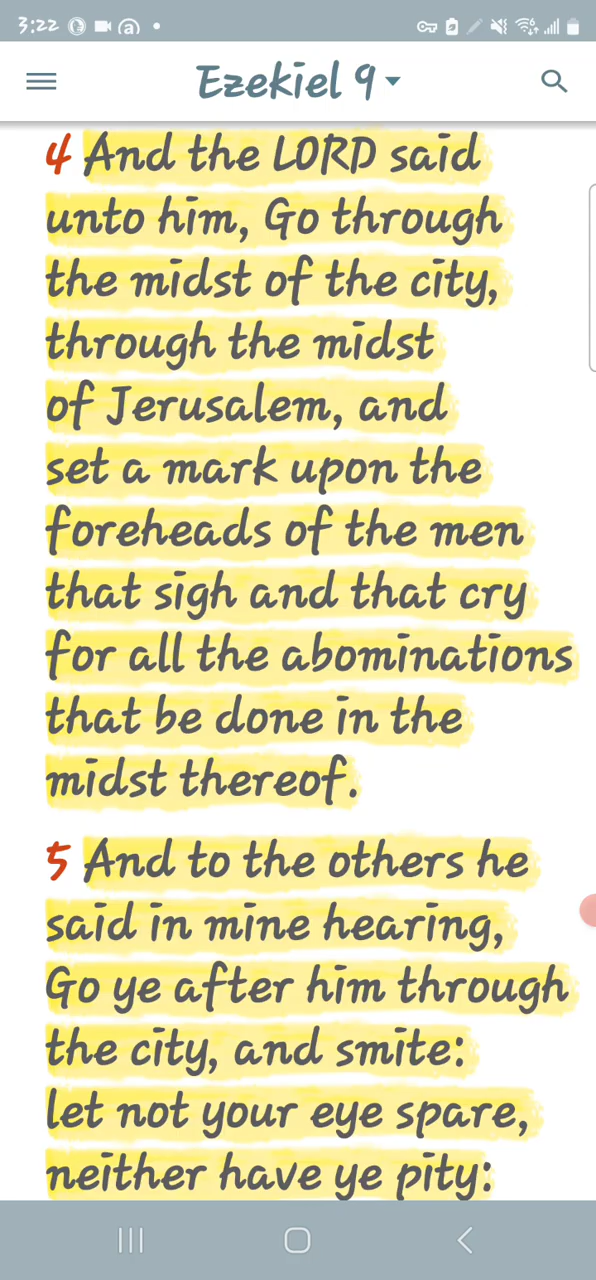 3:22
Ezekiel 9
4 And the LORD said
unto him, Go through
the midst of the city,
through the midst
of Jerusalem, and
set a mark upon the
foreheads of the men
that sigh and that cry
for all the abominations
that be done in the
midst thereof.
5 And to the others he
said in mine hearing,
Go ye after him through
the city, and smite:
let not your eye spare,
neither have ye pity: